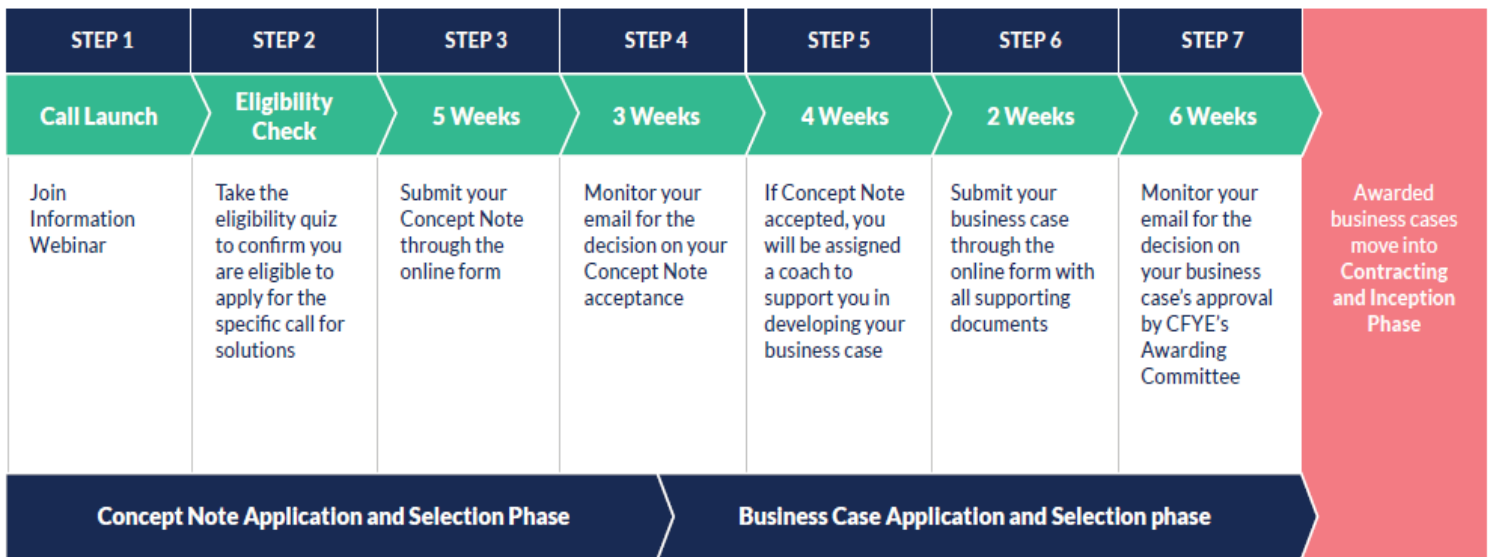 STEP 1
STEP 2
STEP 3
STEP 4
STEP 5
STEP 6
STEP 7
Call Launch
Eligibility
Check
5 Weeks
3 Weeks
4 Weeks
2 Weeks
6 Weeks
Join
Information
Webinar
Take the
eligibility quiz
to confirm you
are eligible to
apply for the
specific call for
solutions
Submit your
Concept Note
through the
online form
Monitor your
email for the
decision on your
Concept Note
acceptance
If Concept Note
accepted, you
will be assigned
a coach to
support you in
developing your
business case
Submit your
business case
through the
online form with
all supporting
documents
Monitor your
email for the
decision on
your business
case's approval
by CFYE's
Awarding
Committee
Awarded
business cases
move into
Contracting
and Inception
Phase
Concept Note Application and Selection Phase
Business Case Application and Selection phase